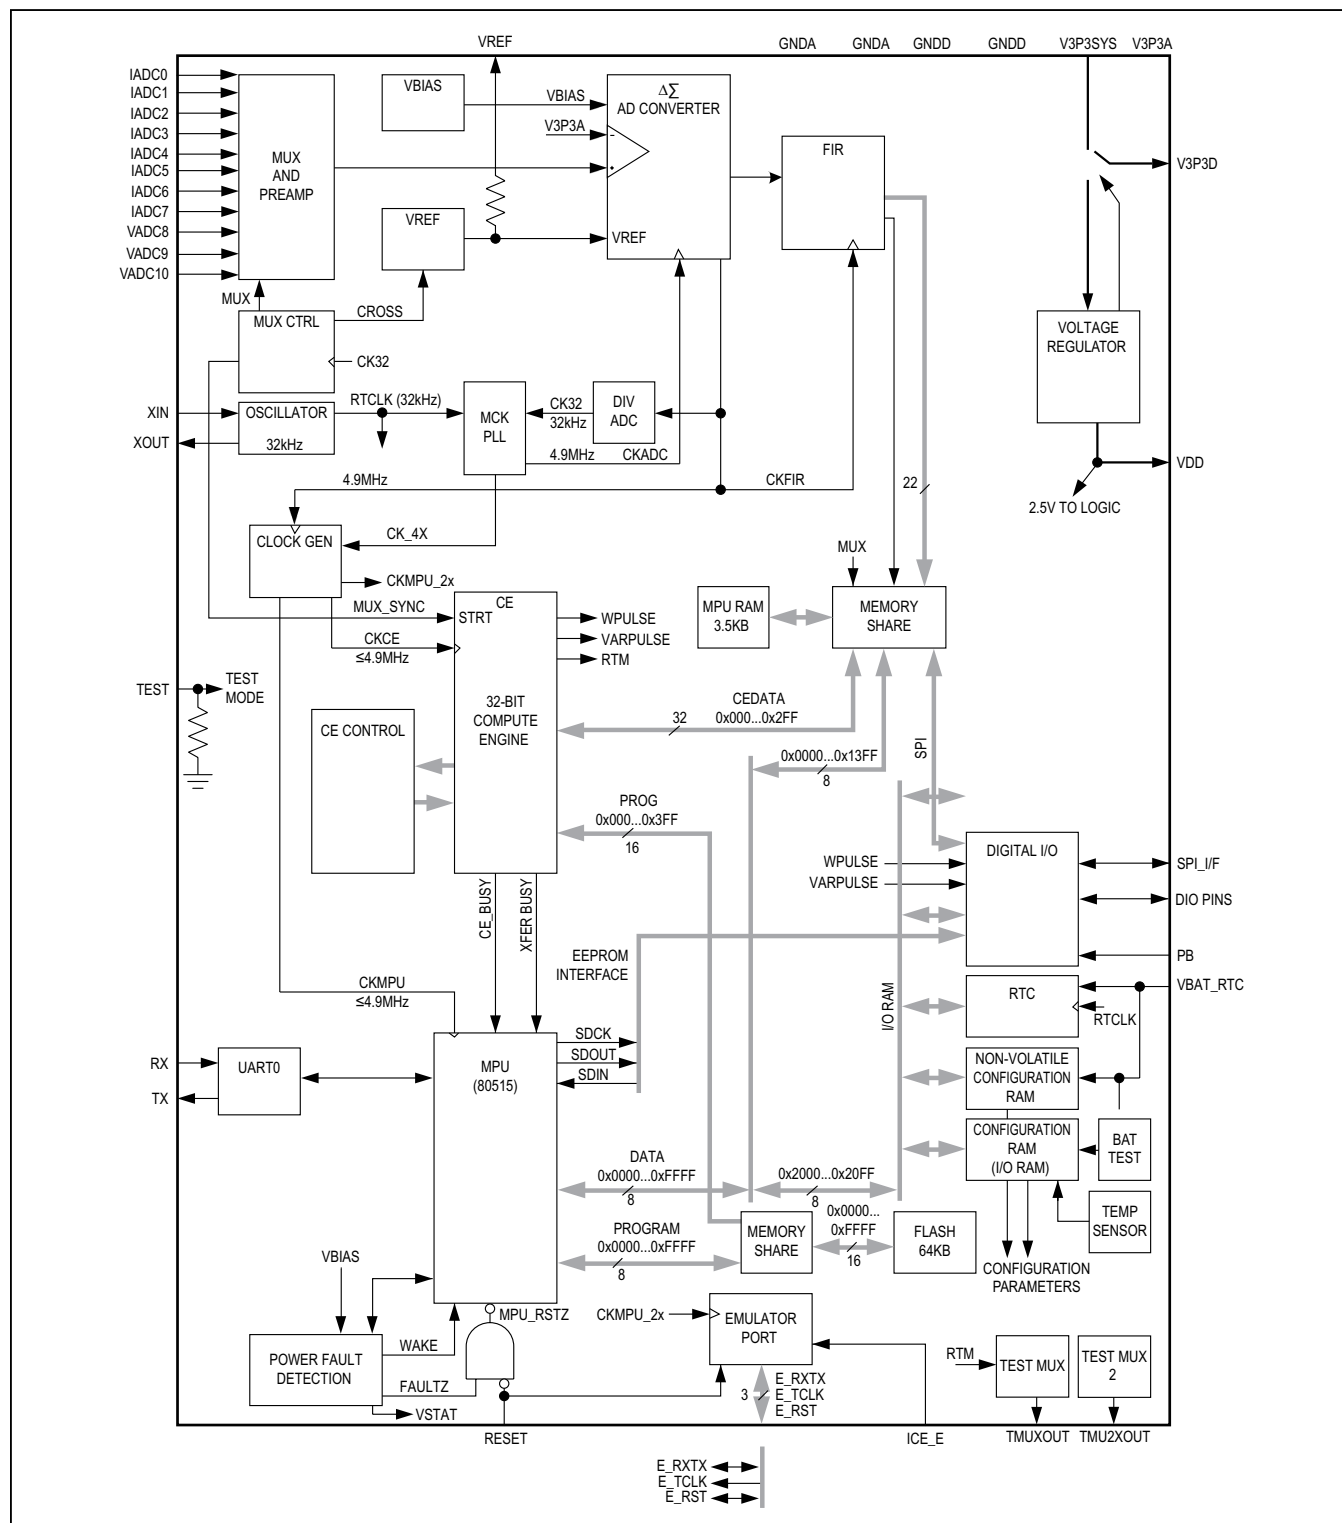 VREF
GNDA
GNDA
GNDD
GNDD
V3P3SYS
V3P3A
IADC0
IADC1
IADC2
IADC3
IADC4
IADC5
IADC6
IADC7
VADC8
VADC9
VADC10
MUX
AND
PREAMP
VBIAS
VBIAS
V3P3A
ΔΣ
AD CONVERTER
-
+
VREF
VREF
FIR
V3P3D
MUX
MUX CTRL
CROSS
CK32
VOLTAGE
REGULATOR
XIN
XOUT
OSCILLATOR
32kHz
RTCLK (32kHz)
MCK
PLL
CK32
32kHz
DIV
ADC
4.9MHz
CKADC
VDD
2.5V TO LOGIC
4.9MHz
CKFIR
22
CLOCK GEN
CK_4X
CKMPU_2x
MUX_SYNC
CKCE
≤4.9MHz
CE
STRT
32-BIT
COMPUTE
ENGINE
WPULSE
VARPULSE
RTM
MUX
MPU RAM
3.5KB
MEMORY
SHARE
TEST
TEST
MODE
CE CONTROL
CEDATA
0x000...0x2FF
32
0x0000...0x13FF
8
SPI
PROG
0x000...0x3FF
16
WPULSE
VARPULSE
DIGITAL I/O
SPI_I/F
DIO PINS
PB
CE_BUSY
XFER BUSY
EEPROM
INTERFACE
I/O RAM
CKMPU
≤4.9MHz
RTC
VBAT_RTC
RTCLK
RX
TX
UART0
MPU
(80515)
SDCK
SDOUT
SDIN
NON-VOLATILE
CONFIGURATION
RAM
CONFIGURATION
RAM
(I/O RAM)
BAT
TEST
TEMP
SENSOR
DATA
0x0000...0xFFFF
8
0x2000...0x20FF
8
PROGRAM
0x0000...0xFFFF
8
MEMORY
SHARE
0x0000...
0xFFFF
16
FLASH
64KB
CONFIGURATION
PARAMETERS
VBIAS
MPU_RSTZ
CKMPU_2x
EMULATOR
PORT
POWER FAULT
DETECTION
WAKE
FAULTZ
VSTAT
3
E_RXTX
E_TCLK
E_RST
RTM
TEST MUX
TEST MUX
2
RESET
ICE_E
TMUXOUT
TMU2XOUT
E_RXTX
E_TCLK
E_RST